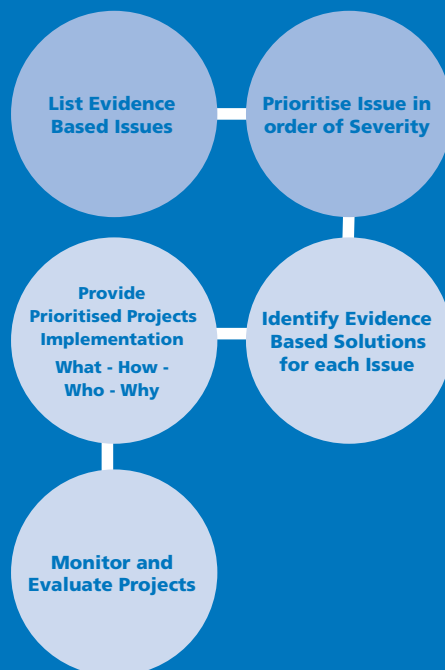 List Evidence
Based Issues
Prioritise Issue in
order of Severity
Identify Evidence
Based Solutions
for each Issue
Provide
Prioritised Projects
Implementation
What - How -
Who - Why
Monitor and
Evaluate Projects